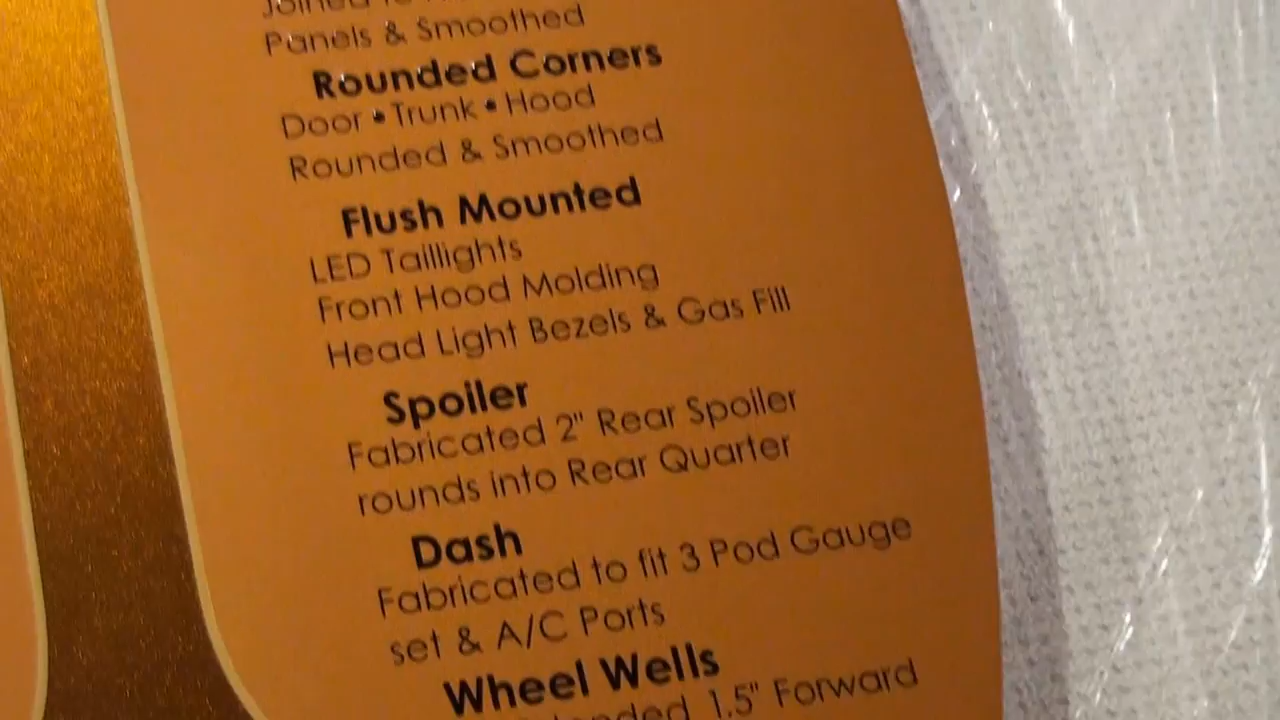 Joined to
Panels & Smoothed
Rounded Corners
Door • Trunk • Hood
Rounded & Smoothed
Flush Mounted
LED Taillights
Front Hood Molding
Head Light Bezels & Gas Fill
Spoiler
Fabricated 2" Rear Spoiler
rounds into Rear Quarter
Dash
Fabricated to fit 3 Pod Gauge
set & A/C Ports
Wheel Wells
1.5" Forward